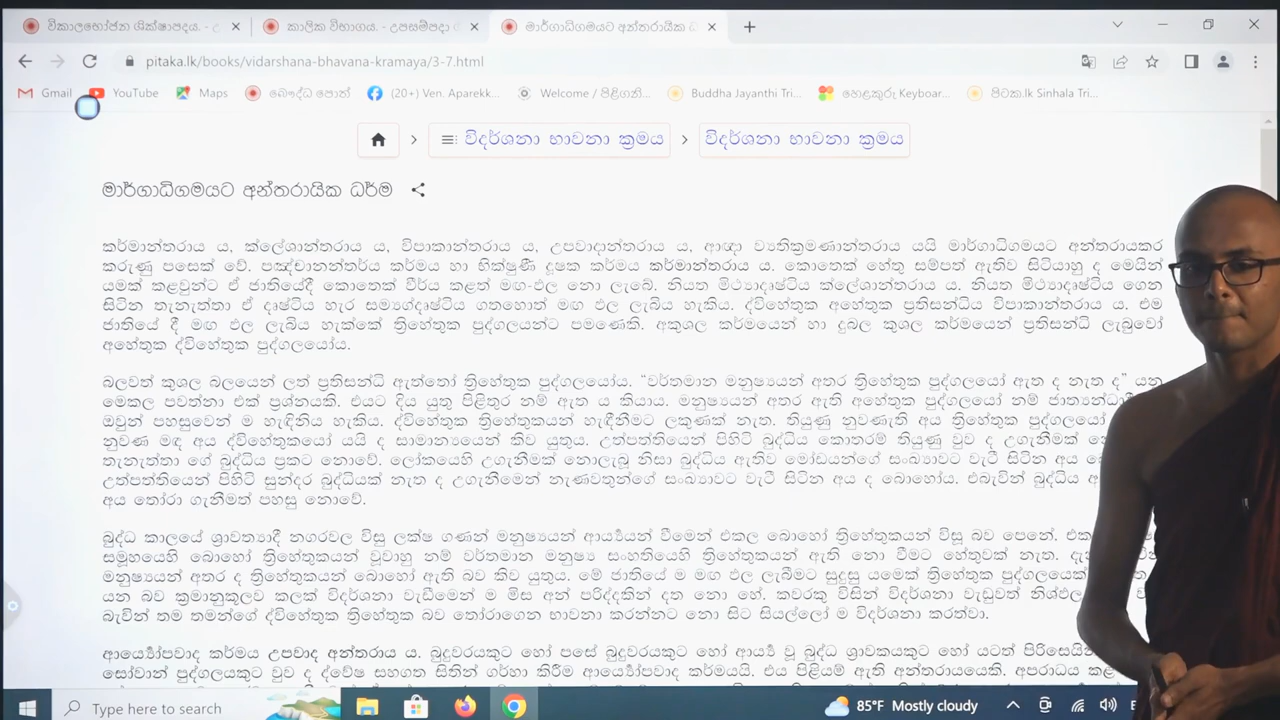 විකාලභෝජන ශික්ෂාපදය. -
කාලික විභාගය. - උපසම්පදා
මාර්ගාධිගමයට අන්තරායික
pitaka.lk/books/vidarshana-bhavana-kramaya/3-7.html
Gmail YouTube Maps බෞද්ධ පොත් (20+) Ven. Aparekk... Welcome / පිළිගනි... Buddha Jayanthi Tri... හෙළකුරු Keyboar... පිටක.lk Sinhala Tri...
විදර්ශනා භාවනා ක්‍රමය විදර්ශනා භාවනා ක්‍රමය
මාර්ගාධිගමයට අන්තරායික ධර්ම
කර්මාන්තරාය ය, ක්ලේශාන්තරාය ය, විපාකාන්තරාය ය, උපවාදාන්තරාය ය, ආඥා ව්‍යතික්‍රමණාන්තරාය යයි මාර්ගාධිගමයට අන්තරායකර
කරුණු පසෙක් වේ. පඤ්චානන්තර්ය කර්මය හා භික්ෂුණී දූෂක කර්මය කර්මාන්තරාය ය. කොතෙක් හේතු සම්පත් ඇතිව සිටියාහු ද මෙයින්
යමක් කළවුන්ට ඒ ජාතියේදී කොතෙක් වීර්ය කළත් මඟ-ඵල නො ලැබේ. නියත මිථ්‍යාදෘෂ්ටිය ක්ලේශාන්තරාය ය. නියත මිථ්‍යාදෘෂ්ටිය ගෙන
සිටින තැනැත්තා ඒ දෘෂ්ටිය හැර සම්‍යග්දෘෂ්ටිය ගතහොත් මඟ ඵල ලැබිය හැකිය. ද්විහේතුක අහේතුක ප්‍රතිසන්ධිය විපාකාන්තරාය ය. එම
ජාතියේ දී මඟ ඵල ලැබිය හැක්කේ ත්‍රිහේතුක පුද්ගලයන්ට පමණෙකි. අකුශල කර්මයෙන් හා දුබල කුශල කර්මයෙන් ප්‍රතිසන්ධි ලැබුවෝ
අහේතුක ද්විහේතුක පුද්ගලයෝය.
බලවත් කුශල බලයෙන් ලත් ප්‍රතිසන්ධි ඇත්තෝ ත්‍රිහේතුක පුද්ගලයෝය. “වර්තමාන මනුෂ්‍යයන් අතර ත්‍රිහේතුක පුද්ගලයෝ ඇත ද නැත ද” යන
මෙකල පවත්නා එක් ප්‍රශ්නයකි. එයට දිය යුතු පිළිතුර නම් ඇත ය කියාය. මනුෂ්‍යයන් අතර ඇති අහේතුක පුද්ගලයෝ නම්
ඔවුන් පහසුවෙන් ම හැඳිනිය හැකිය. ද්විහේතුක ත්‍රිහේතුකයන් හැඳීනීමට ලකුණක් නැත. තියුණු නුවණැති අය ත්‍රිහේතුක පුද්ගලයෝ
නුවණ මඳ අය ද්විහේතුකයෝ යයි ද සාමාන්‍යයෙන් කිව යුතුය. උත්පත්තියෙන් පිහිටි බුද්ධිය කොතරම් තියුණු වුව ද උගැනීමක්
තැනැත්තා ගේ බුද්ධිය ප්‍රකට නොවේ. ලෝකයෙහි උගැනීමක් නොලැබූ නිසා බුද්ධිය ඇතිව මෝඩයන්ගේ සංඛ්‍යාවට වැටී සිටින අය
උත්පත්තියෙන් පිහිටි සුන්දර බුද්ධියක් නැත ද උගැනීමෙන් නැණවතුන්ගේ සංඛ්‍යාවට වැටී සිටින අය ද බොහෝය. එබැවින් බුද්ධිය
අය තෝරා ගැනීමත් පහසු නොවේ.
බුද්ධ කාලයේ ශ්‍රාවත්‍යාදී නගරවල විසු ලක්ෂ ගණන් මනුෂ්‍යයන් ආර්‍ය්‍යයන් වීමෙන් එකල බොහෝ ත්‍රිහේතුකයන් විසූ බව පෙනේ.
සමූහයෙහි බොහෝ ත්‍රිහේතුකයන් වූවාහු නම් වර්තමාන මනුෂ්‍ය සංහතියෙහි ත්‍රිහේතුකයන් ඇති නො වීමට හේතුවක් නැත.
මනුෂ්‍යයන් අතර ද ත්‍රිහේතුකයන් බොහෝ ඇති බව කිව යුතුය. මේ ජාතියේ ම මඟ ඵල ලැබීමට සුදුසු යමෙක් ත්‍රිහේතුක පුද්ගලයෙක්
යන බව ක්‍රමානුකූලව කලක් විදර්ශනා වැඩීමෙන් ම මිස අන් පරිද්දකින් දත නො හේ. කවරකු විසින් විදර්ශනා වැඩුවත්
බැවින් තම තමන්ගේ ද්විහේතුක ත්‍රිහේතුක බව තෝරාගෙන භාවනා කරන්නට නො සිට සියල්ලෝ ම විදර්ශනා කරත්වා.
ආර්යෝපවාද කර්මය උපවාද අන්තරාය ය. බුදුවරයකුට හෝ පසේ බුදුවරයකුට හෝ ආර්‍ය්‍ය වූ බුද්ධ ශ්‍රාවකයකුට හෝ යටත් පිරිසෙයින්
සෝවාන් පුද්ගලයකුට වුව ද ද්වේෂ සහගත සිතින් ගර්හා කිරීම ආර්යෝපවාද කර්මයයි. එය පිළියම් ඇති අන්තරායෙකි. අපරාධ
Type here to search 85°F Mostly cloudy